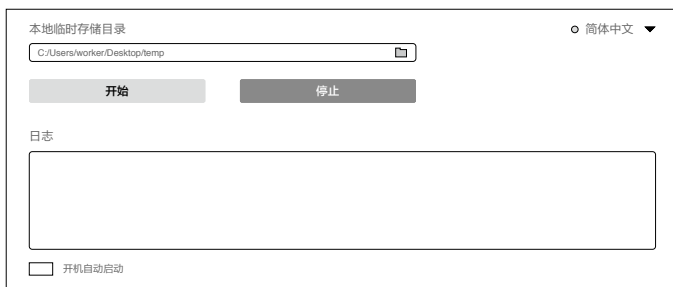 本地临时存储目录
简体中文
C:/Users/worker/Desktop/temp
开始
停止
日志
开机自动启动